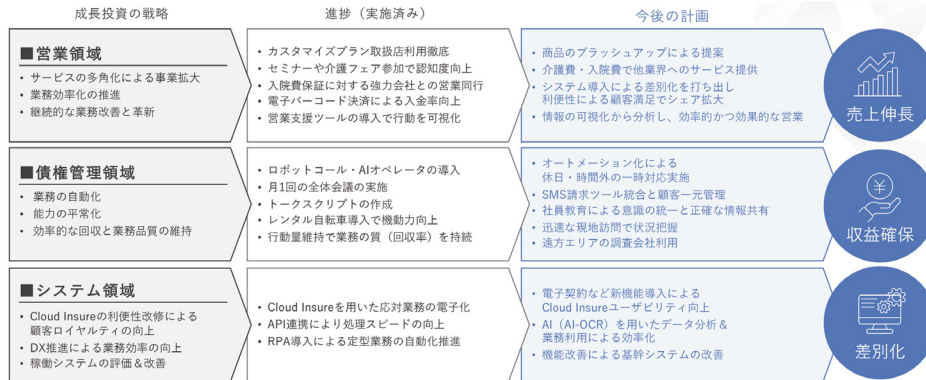 成長投資の戦略
進捗（実施済み）
今後の計画
■営業領域
• サービスの多角化による事業拡大
• 業務効率化の推進
• 継続的な業務改善と革新
• カスタマイズプラン取扱店利用徹底
• セミナーや介護フェア参加で認知度向上
• 入院費保証に対する強力会社との営業同行
• 電子バーコード決済による入金率向上
• 営業支援ツールの導入で行動を可視化
• 商品のブラッシュアップによる提案
• 介護費・入院費で他業界へのサービス提供
• システム導入による差別化を打ち出し
利便性による顧客満足でシェア拡大
• 情報の可視化から分析し、効率的かつ効果的な営業
売上伸長
■債権管理領域
• 業務の自動化
• 能力の平常化
• 効率的な回収と業務品質の維持
• ロボットコール・AIオペレータの導入
• 月1回の全体会議の実施
• トークスクリプトの作成
• レンタル自転車導入で機動力向上
• 行動量維持で業務の質（回収率）を持続
• オートメーション化による
休日・時間外の一時対応実施
• SMS請求ツール統合と顧客一元管理
• 社員教育による意識の統一と正確な情報共有
• 迅速な現地訪問で状況把握
• 遠方エリアの調査会社利用
収益確保
■システム領域
• Cloud Insureの利便性改修による
顧客ロイヤルティの向上
• DX推進による業務効率の向上
• 稼働システムの評価＆改善
• Cloud Insureを用いた応対業務の電子化
• API連携により処理スピードの向上
• RPA導入による定型業務の自動化推進
• 電子契約など新機能導入による
Cloud Insureユーザビリティ向上
• AI（AI-OCR）を用いたデータ分析＆
業務利用による効率化
• 機能改善による基幹システムの改善
差別化